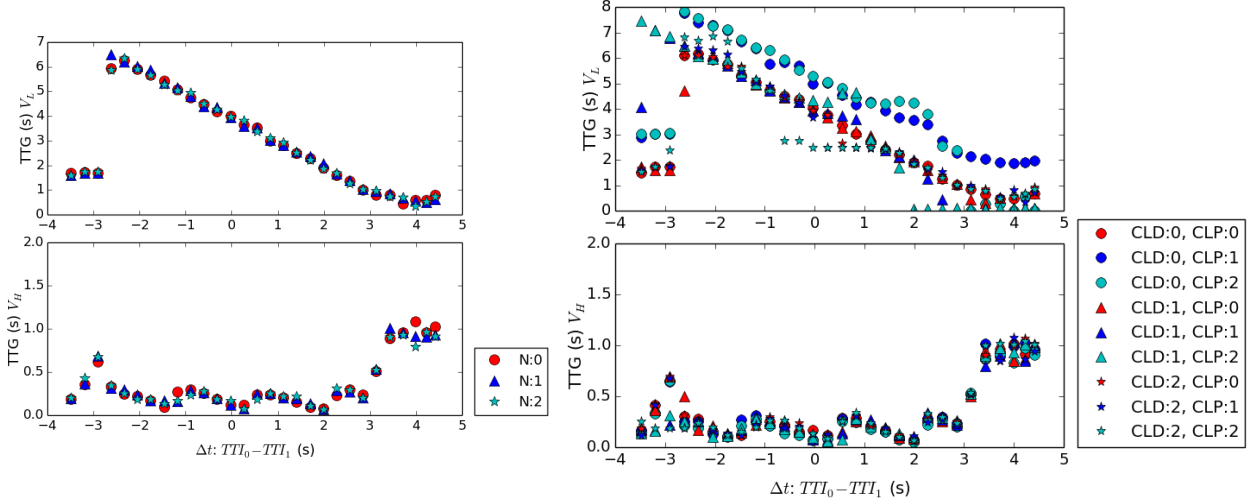 7
6
5
4
3
2
1
0
TTG (s) V_L
−4 −3 −2 −1 0 1 2 3 4 5
2.0
1.5
1.0
0.5
0.0
TTG (s) V_H
−4 −3 −2 −1 0 1 2 3 4 5
Δt: TTI_0−TTI_1 (s)
N:0
N:1
N:2
8
7
6
5
4
3
2
1
0
TTG (s) V_L
−4 −3 −2 −1 0 1 2 3 4 5
2.0
1.5
1.0
0.5
0.0
TTG (s) V_H
−4 −3 −2 −1 0 1 2 3 4 5
Δt: TTI_0−TTI_1 (s)
CLD:0, CLP:0
CLD:0, CLP:1
CLD:0, CLP:2
CLD:1, CLP:0
CLD:1, CLP:1
CLD:1, CLP:2
CLD:2, CLP:0
CLD:2, CLP:1
CLD:2, CLP:2